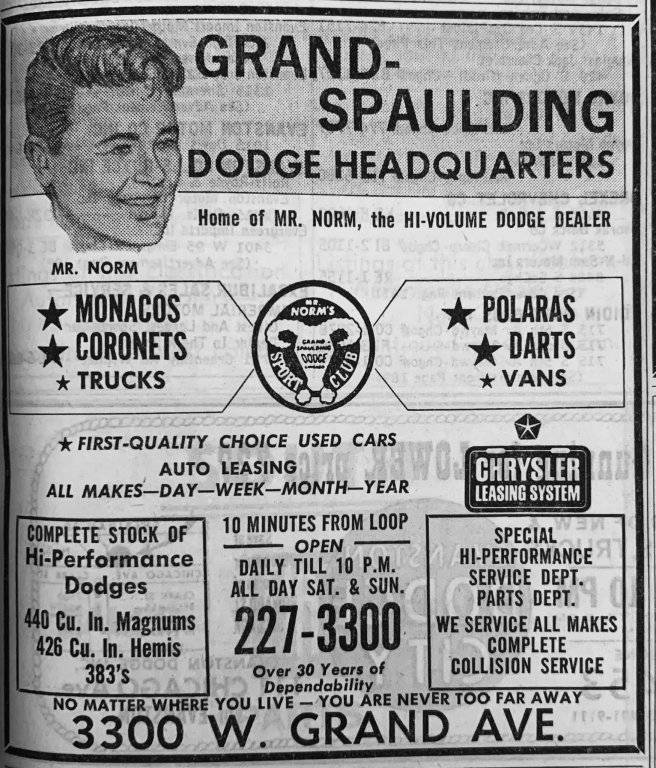 GRAND-
SPAULDING
DODGE HEADQUARTERS
Home of MR. NORM, the HI-VOLUME DODGE DEALER
MR. NORM
★ MONACOS
★ CORONETS
★ TRUCKS
MR.
NORM'S
GRAND
SPAULDING
DODGE
CHICAGO
SPORT CLUB
★ POLARAS
★ DARTS
★ VANS
★ FIRST-QUALITY CHOICE USED CARS
AUTO LEASING
ALL MAKES—DAY—WEEK—MONTH—YEAR
CHRYSLER
LEASING SYSTEM
COMPLETE STOCK OF
Hi-Performance
Dodges
440 Cu. In. Magnums
426 Cu. In. Hemis
383's
10 MINUTES FROM LOOP
OPEN
DAILY TILL 10 P.M.
ALL DAY SAT. & SUN.
227-3300
Over 30 Years of
Dependability
SPECIAL
HI-PERFORMANCE
SERVICE DEPT.
PARTS DEPT.
WE SERVICE ALL MAKES
COMPLETE
COLLISION SERVICE
NO MATTER WHERE YOU LIVE — YOU ARE NEVER TOO FAR AWAY
3300 W. GRAND AVE.